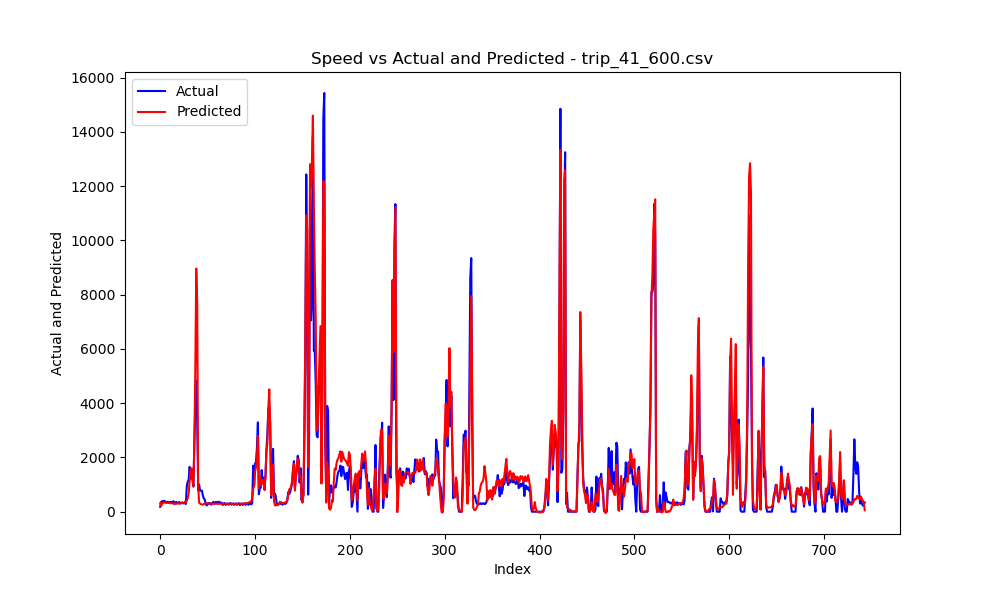 Speed vs Actual and Predicted - trip_41_600.csv
Actual
Predicted
16000
14000
12000
10000
8000
6000
4000
2000
0
Actual and Predicted
0 100 200 300 400 500 600 700
Index